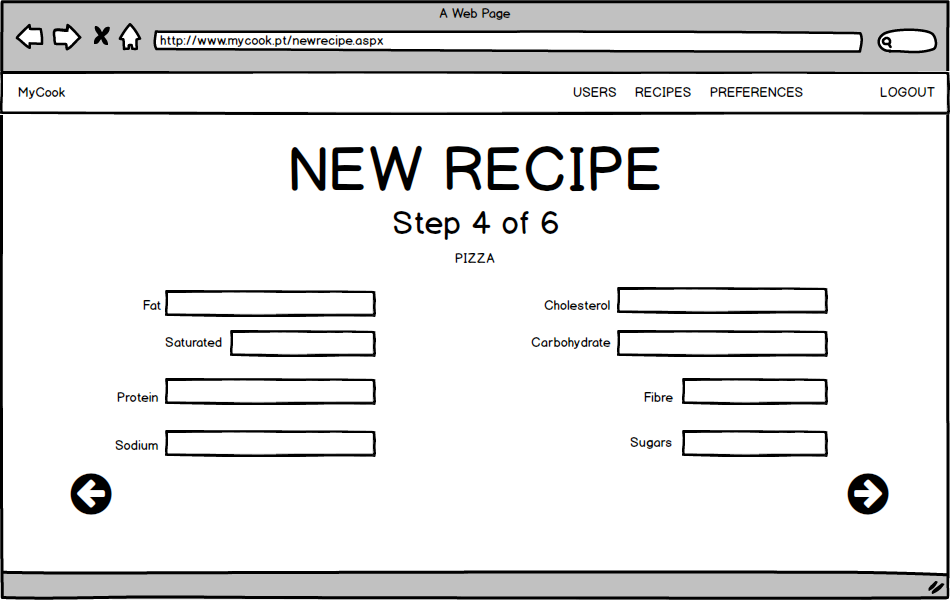 A Web Page
http://www.mycook.pt/newrecipe.aspx
MyCook USERS RECIPES PREFERENCES LOGOUT
NEW RECIPE
Step 4 of 6
PIZZA
Fat Cholesterol
Saturated Carbohydrate
Protein Fibre
Sodium Sugars